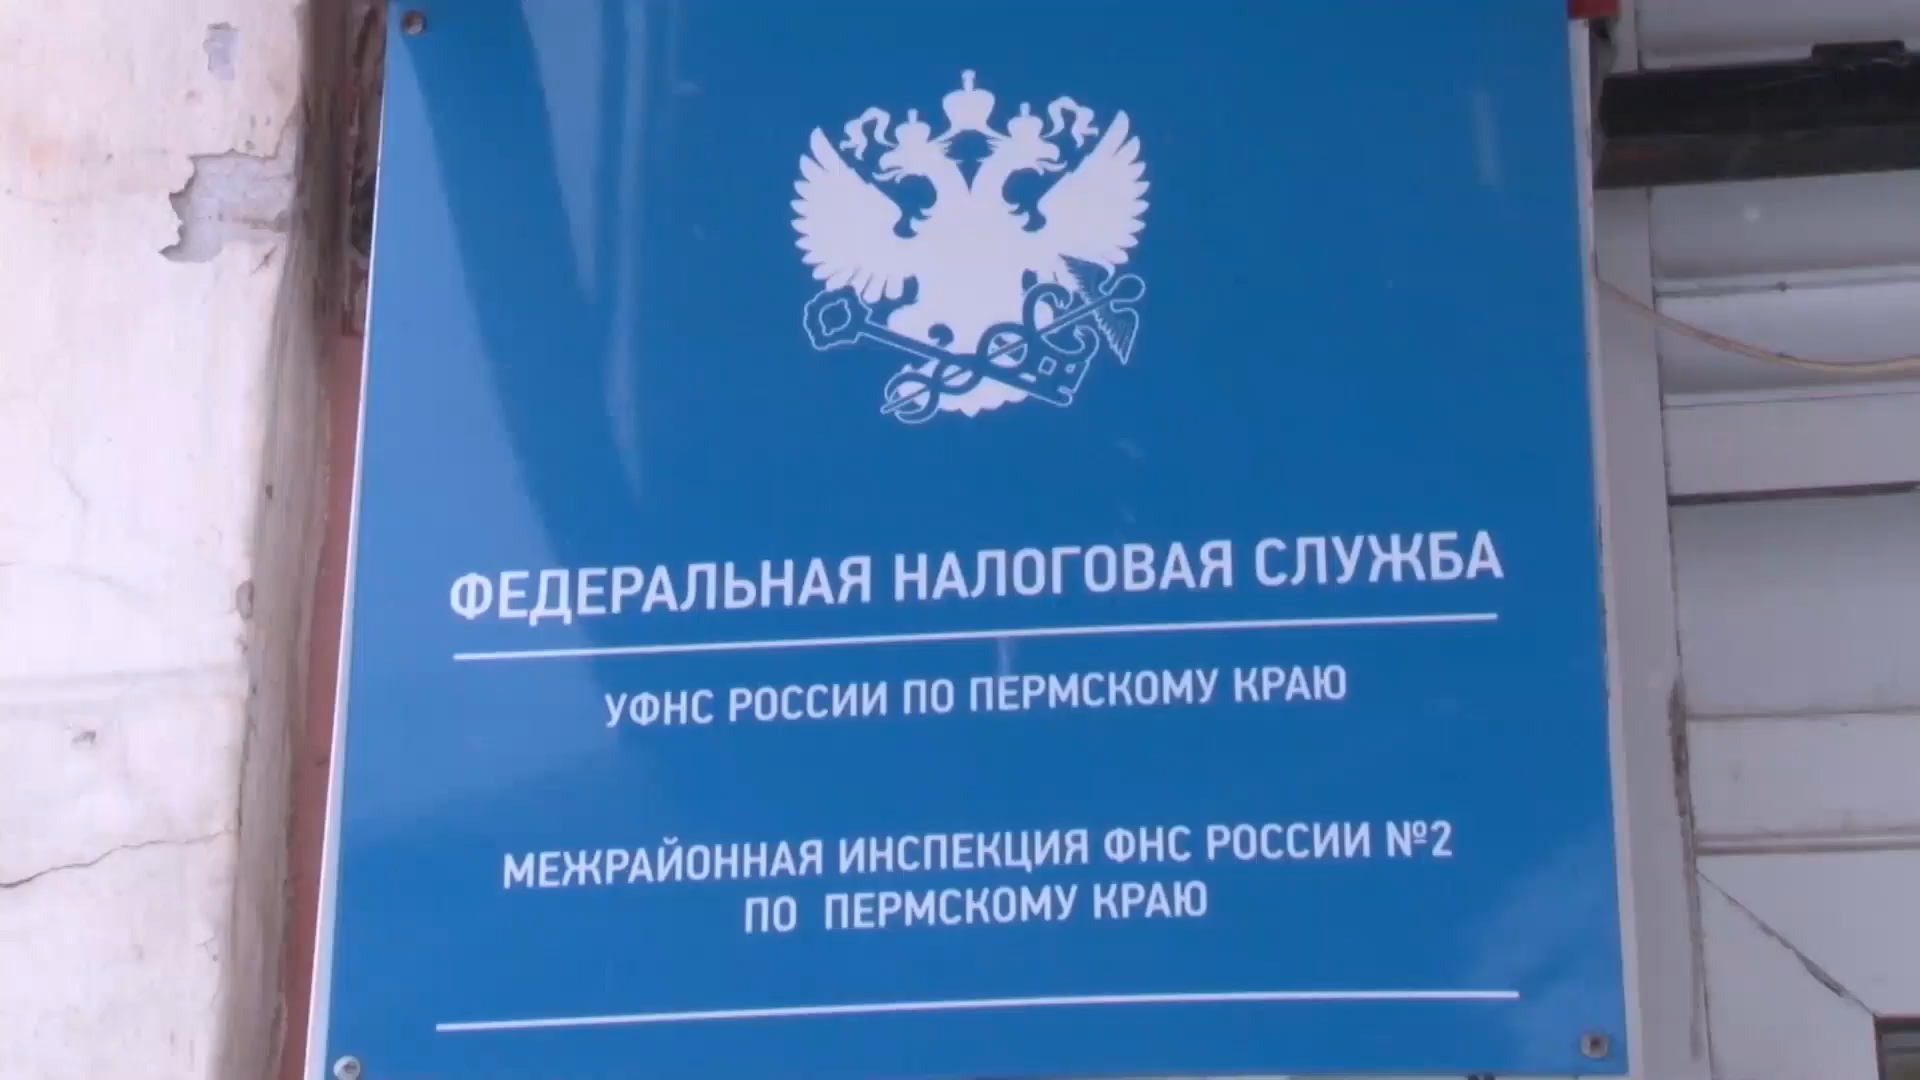 ФЕДЕРАЛЬНАЯ НАЛОГОВАЯ СЛУЖБА
УФНС РОССИИ ПО ПЕРМСКОМУ КРАЮ
МЕЖРАЙОННАЯ ИНСПЕКЦИЯ ФНС РОССИИ №2
ПО ПЕРМСКОМУ КРАЮ